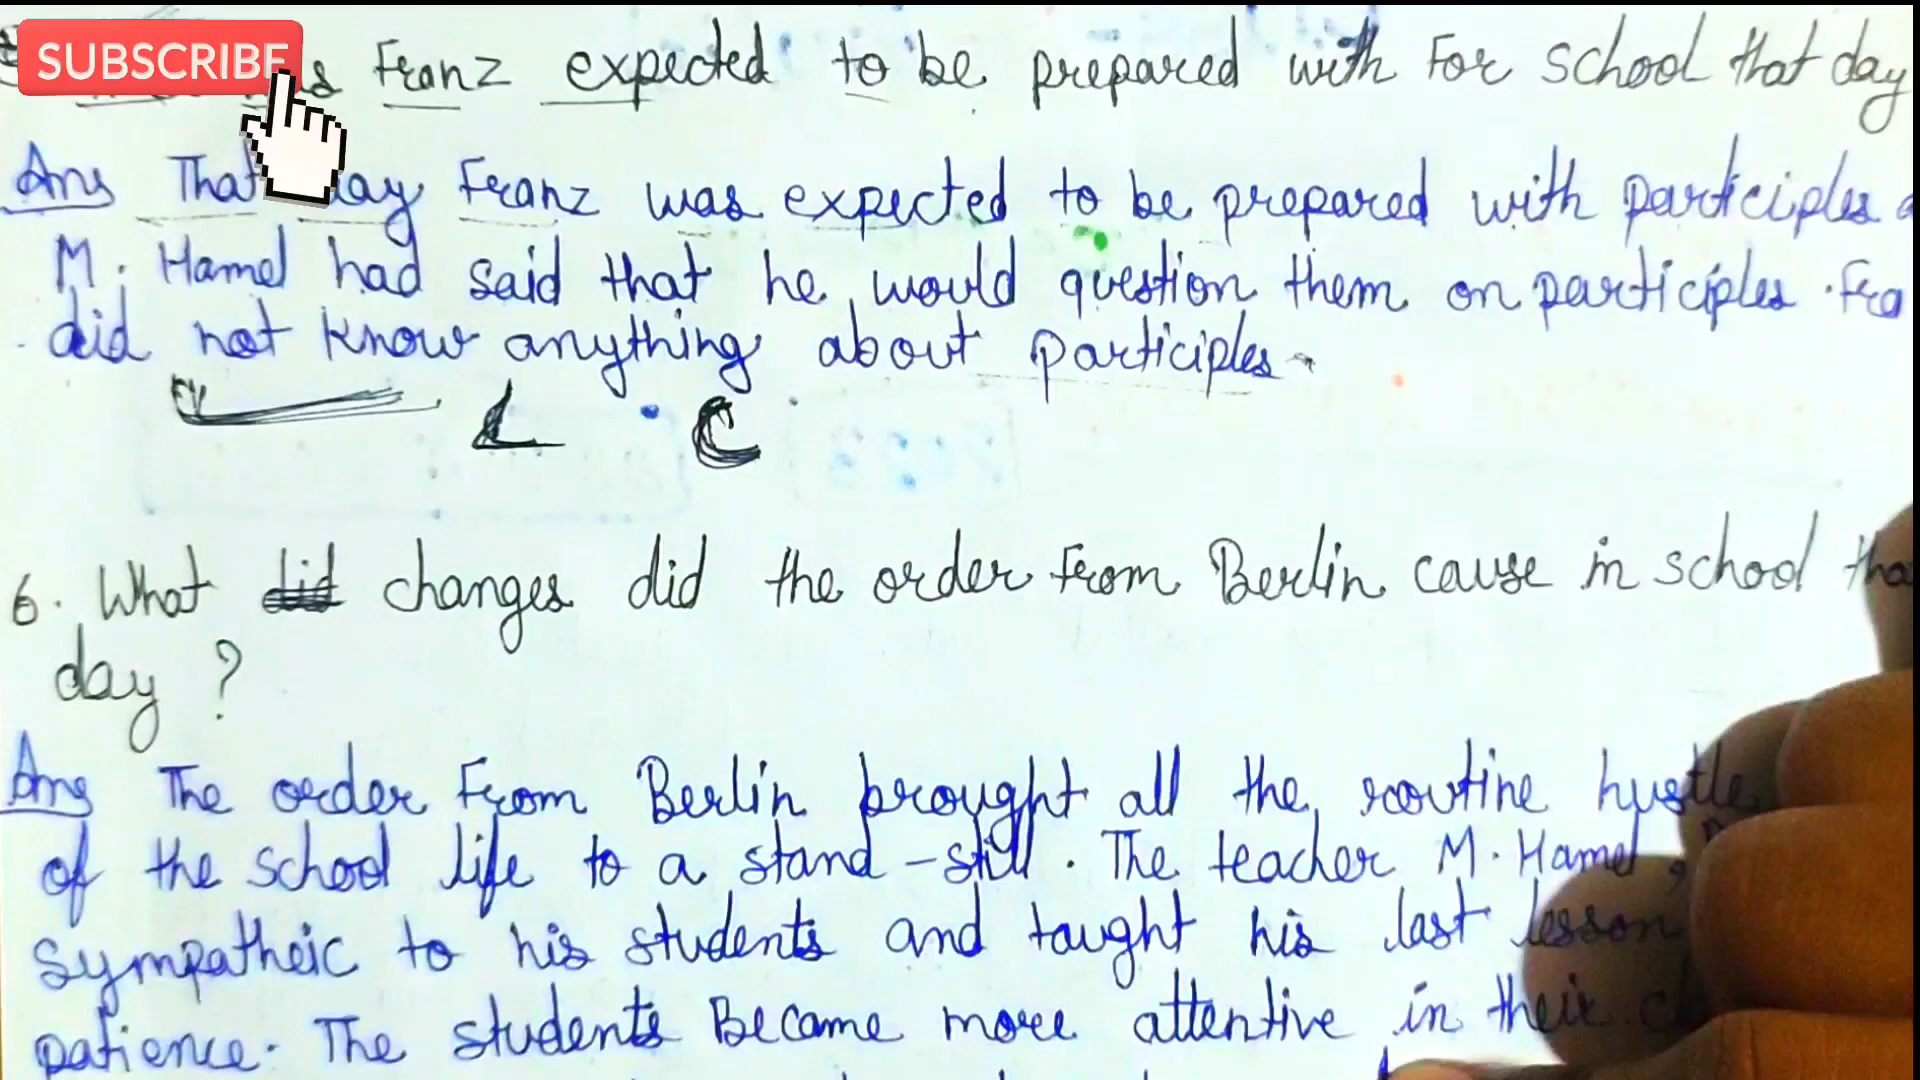 SUBSCRIBE
Franz expected to be prepared with For school that day
Ans That day Franz was expected to be prepared with participles
M. Hamel had said that he would question them on participles. Fra
did not know anything about participles.
L C
6. What did changes did the order From Berlin cause in school tha
day ?
Ans The order From Berlin brought all the routine hustle
of the school life to a stand-still. The teacher M. Hamel,
sympatheic to his students and taught his last lesson
patience. The students Became more attentive in their